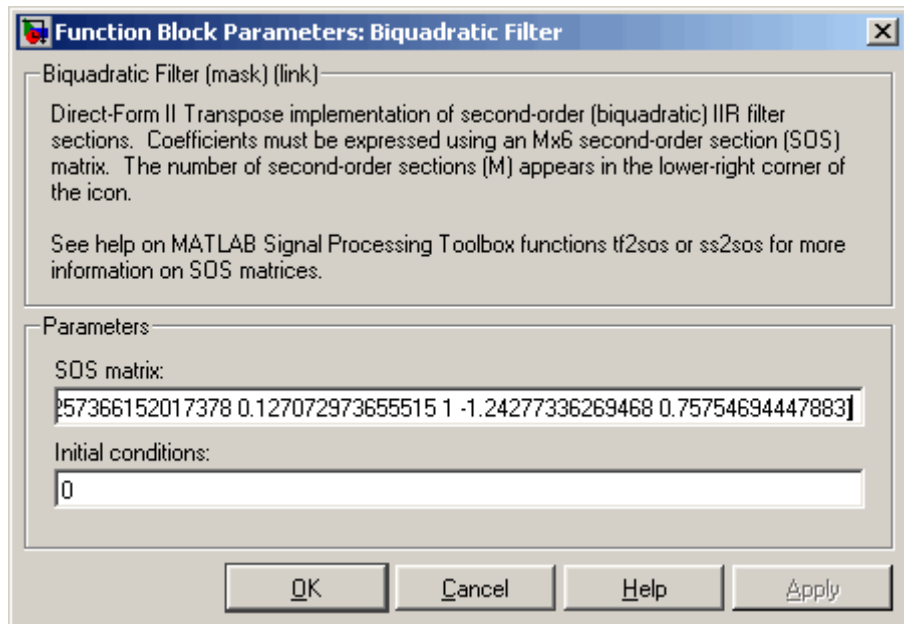 Function Block Parameters: Biquadratic Filter
Biquadratic Filter (mask) (link)
Direct-Form II Transpose implementation of second-order (biquadratic) IIR filter
sections. Coefficients must be expressed using an Mx6 second-order section (SOS)
matrix. The number of second-order sections (M) appears in the lower-right corner of
the icon.
See help on MATLAB Signal Processing Toolbox functions tf2sos or ss2sos for more
information on SOS matrices.
Parameters
SOS matrix:
257366152017378 0.127072973655515 1 -1.24277336269468 0.75754694447883]
Initial conditions:
0
OK Cancel Help Apply